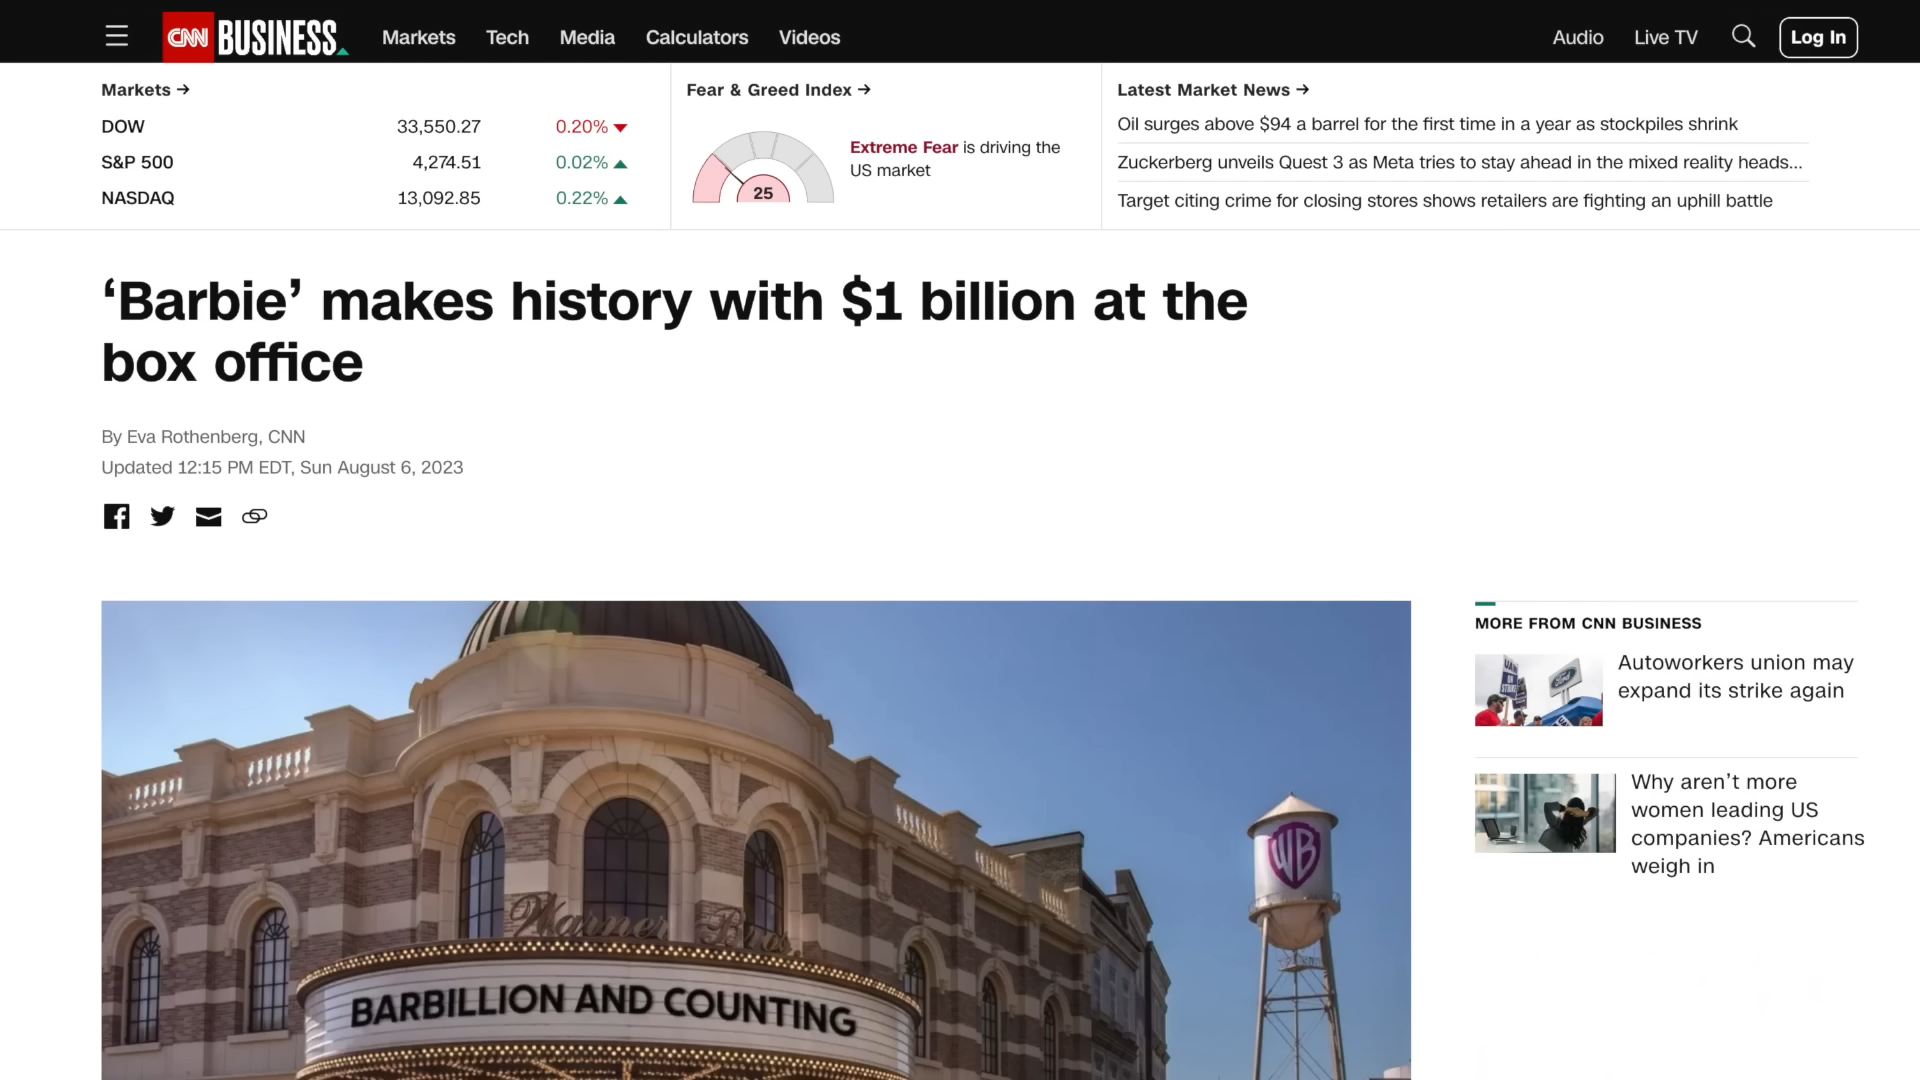 CNN BUSINESS
Markets Tech Media Calculators Videos
Audio Live TV Log In
Markets →
DOW 33,550.27 0.20%
S&P 500 4,274.51 0.02%
NASDAQ 13,092.85 0.22%
Fear & Greed Index →
25
Extreme Fear is driving the
US market
Latest Market News →
Oil surges above $94 a barrel for the first time in a year as stockpiles shrink
Zuckerberg unveils Quest 3 as Meta tries to stay ahead in the mixed reality heads...
Target citing crime for closing stores shows retailers are fighting an uphill battle
‘Barbie’ makes history with $1 billion at the
box office
By Eva Rothenberg, CNN
Updated 12:15 PM EDT, Sun August 6, 2023
WB
Warner Bros
BARBILLION AND COUNTING
MORE FROM CNN BUSINESS
UAW
ON
STRIKE
Ford
Autoworkers union may
expand its strike again
Why aren’t more
women leading US
companies? Americans
weigh in